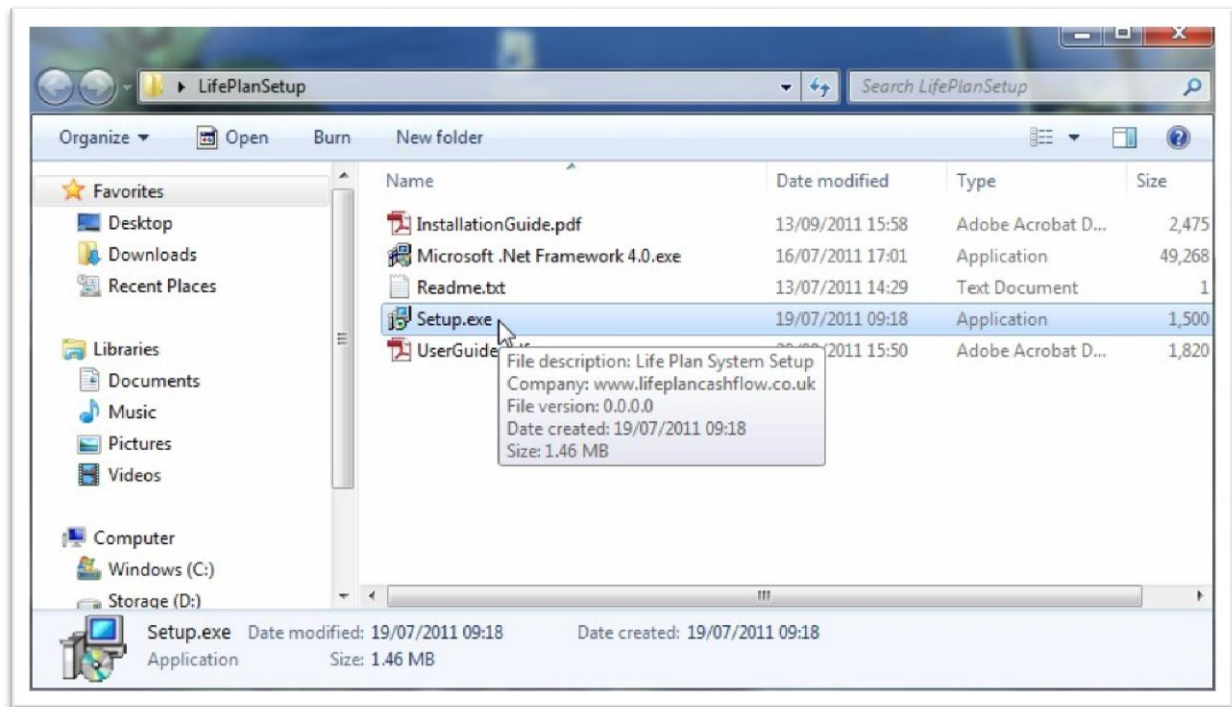 LifePlanSetup
Search LifePlanSetup
Organize Open Burn New folder
Name Date modified Type Size
Favorites
Desktop
Downloads
Recent Places
Libraries
Documents
Music
Pictures
Videos
Computer
Windows (C:)
Storage (D:)
InstallationGuide.pdf 13/09/2011 15:58 Adobe Acrobat D... 2,475
Microsoft .Net Framework 4.0.exe 16/07/2011 17:01 Application 49,268
Readme.txt 13/07/2011 14:29 Text Document 1
Setup.exe 19/07/2011 09:18 Application 1,500
/2011 15:50 Adobe Acrobat D... 1,820
File description: Life Plan System Setup
Company: www.lifeplancashflow.co.uk
File version: 0.0.0.0
Date created: 19/07/2011 09:18
Size: 1.46 MB
Setup.exe Date modified: 19/07/2011 09:18 Date created: 19/07/2011 09:18
Application Size: 1.46 MB